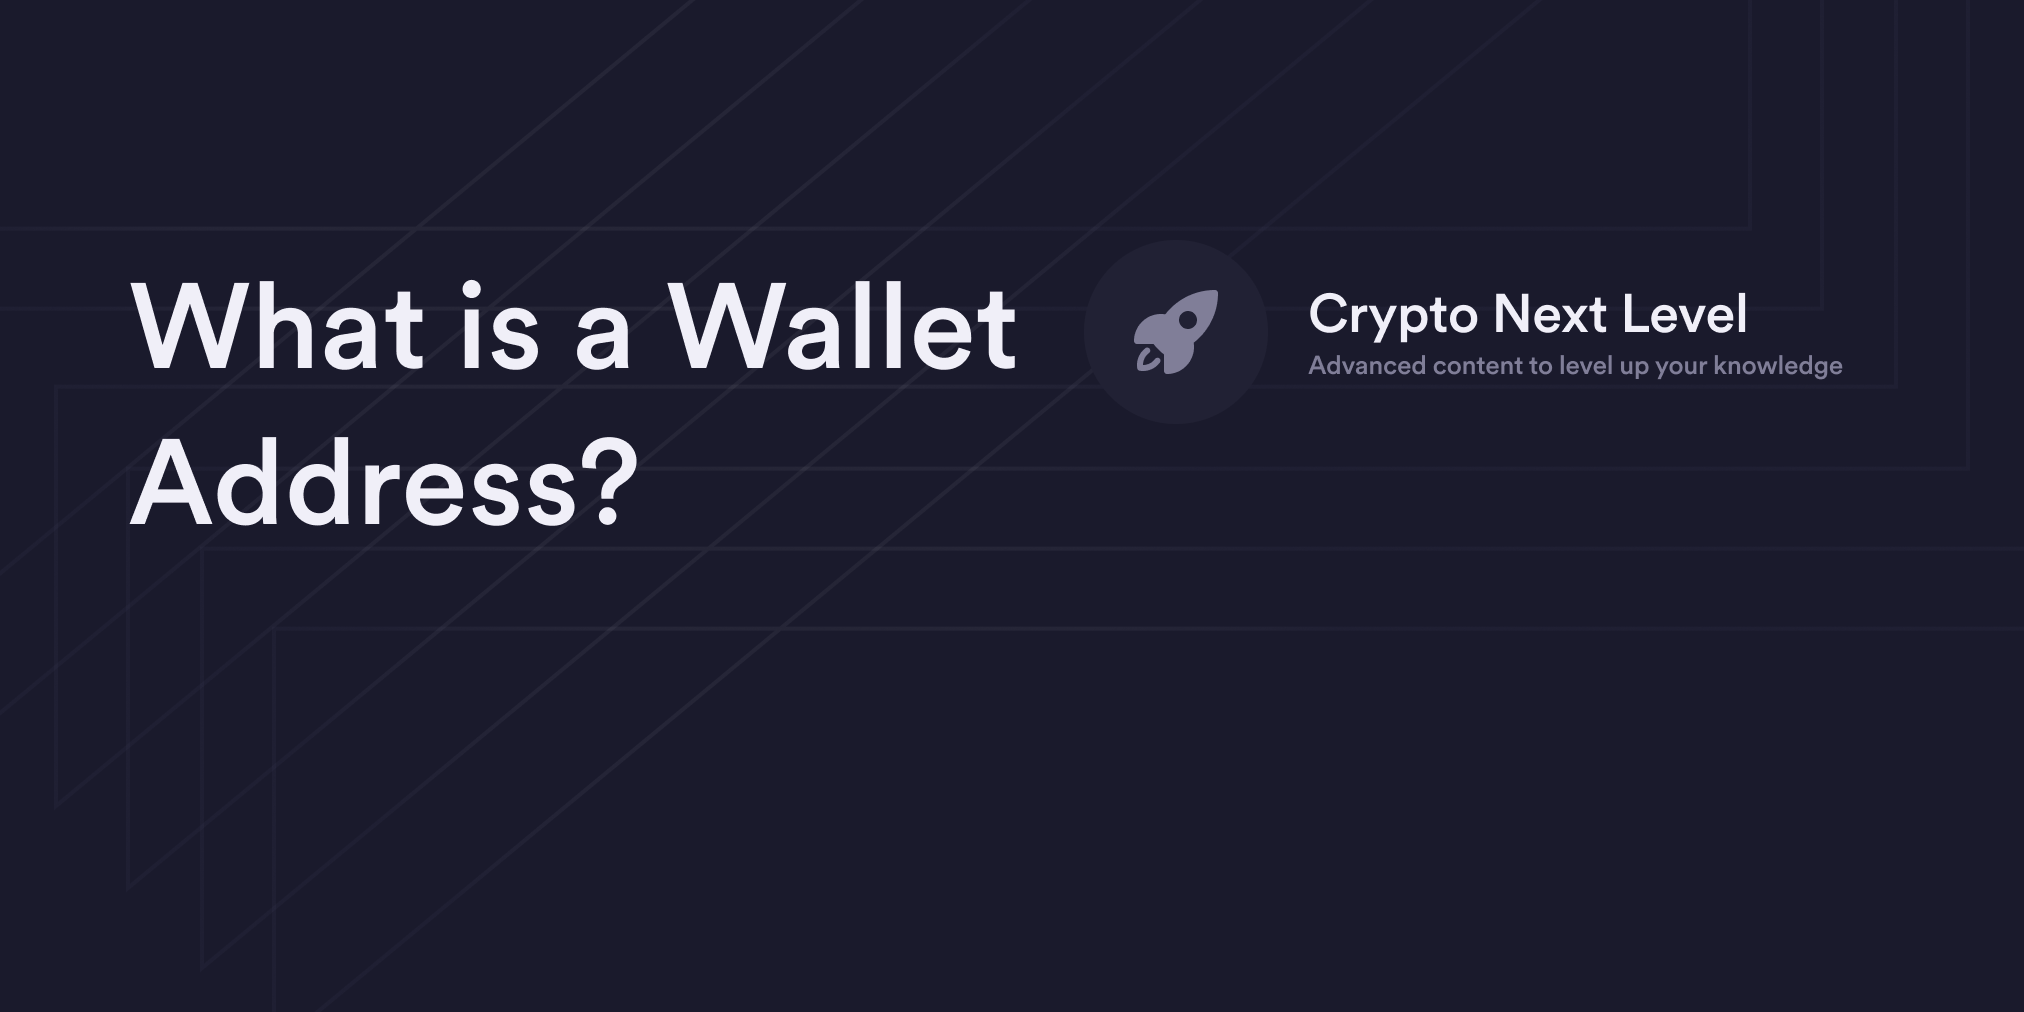 What is a Wallet
Address?
Crypto Next Level
Advanced content to level up your knowledge